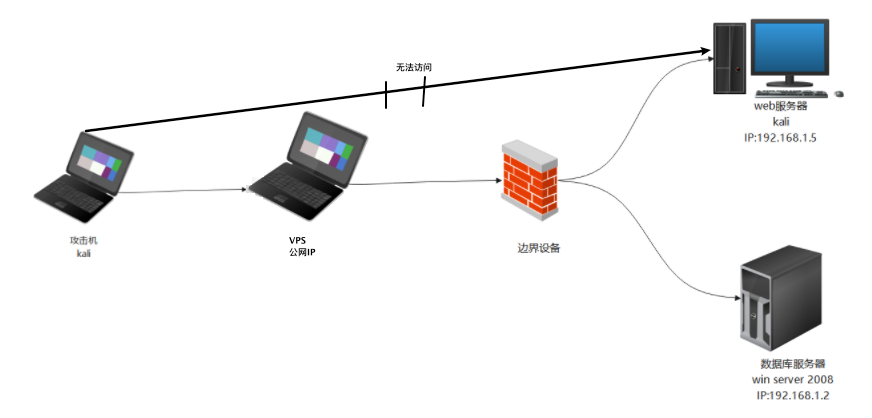 无法访问
web服务器
kali
IP:192.168.1.5
攻击机
kali
VPS
公网IP
边界设备
数据库服务器
win server 2008
IP:192.168.1.2